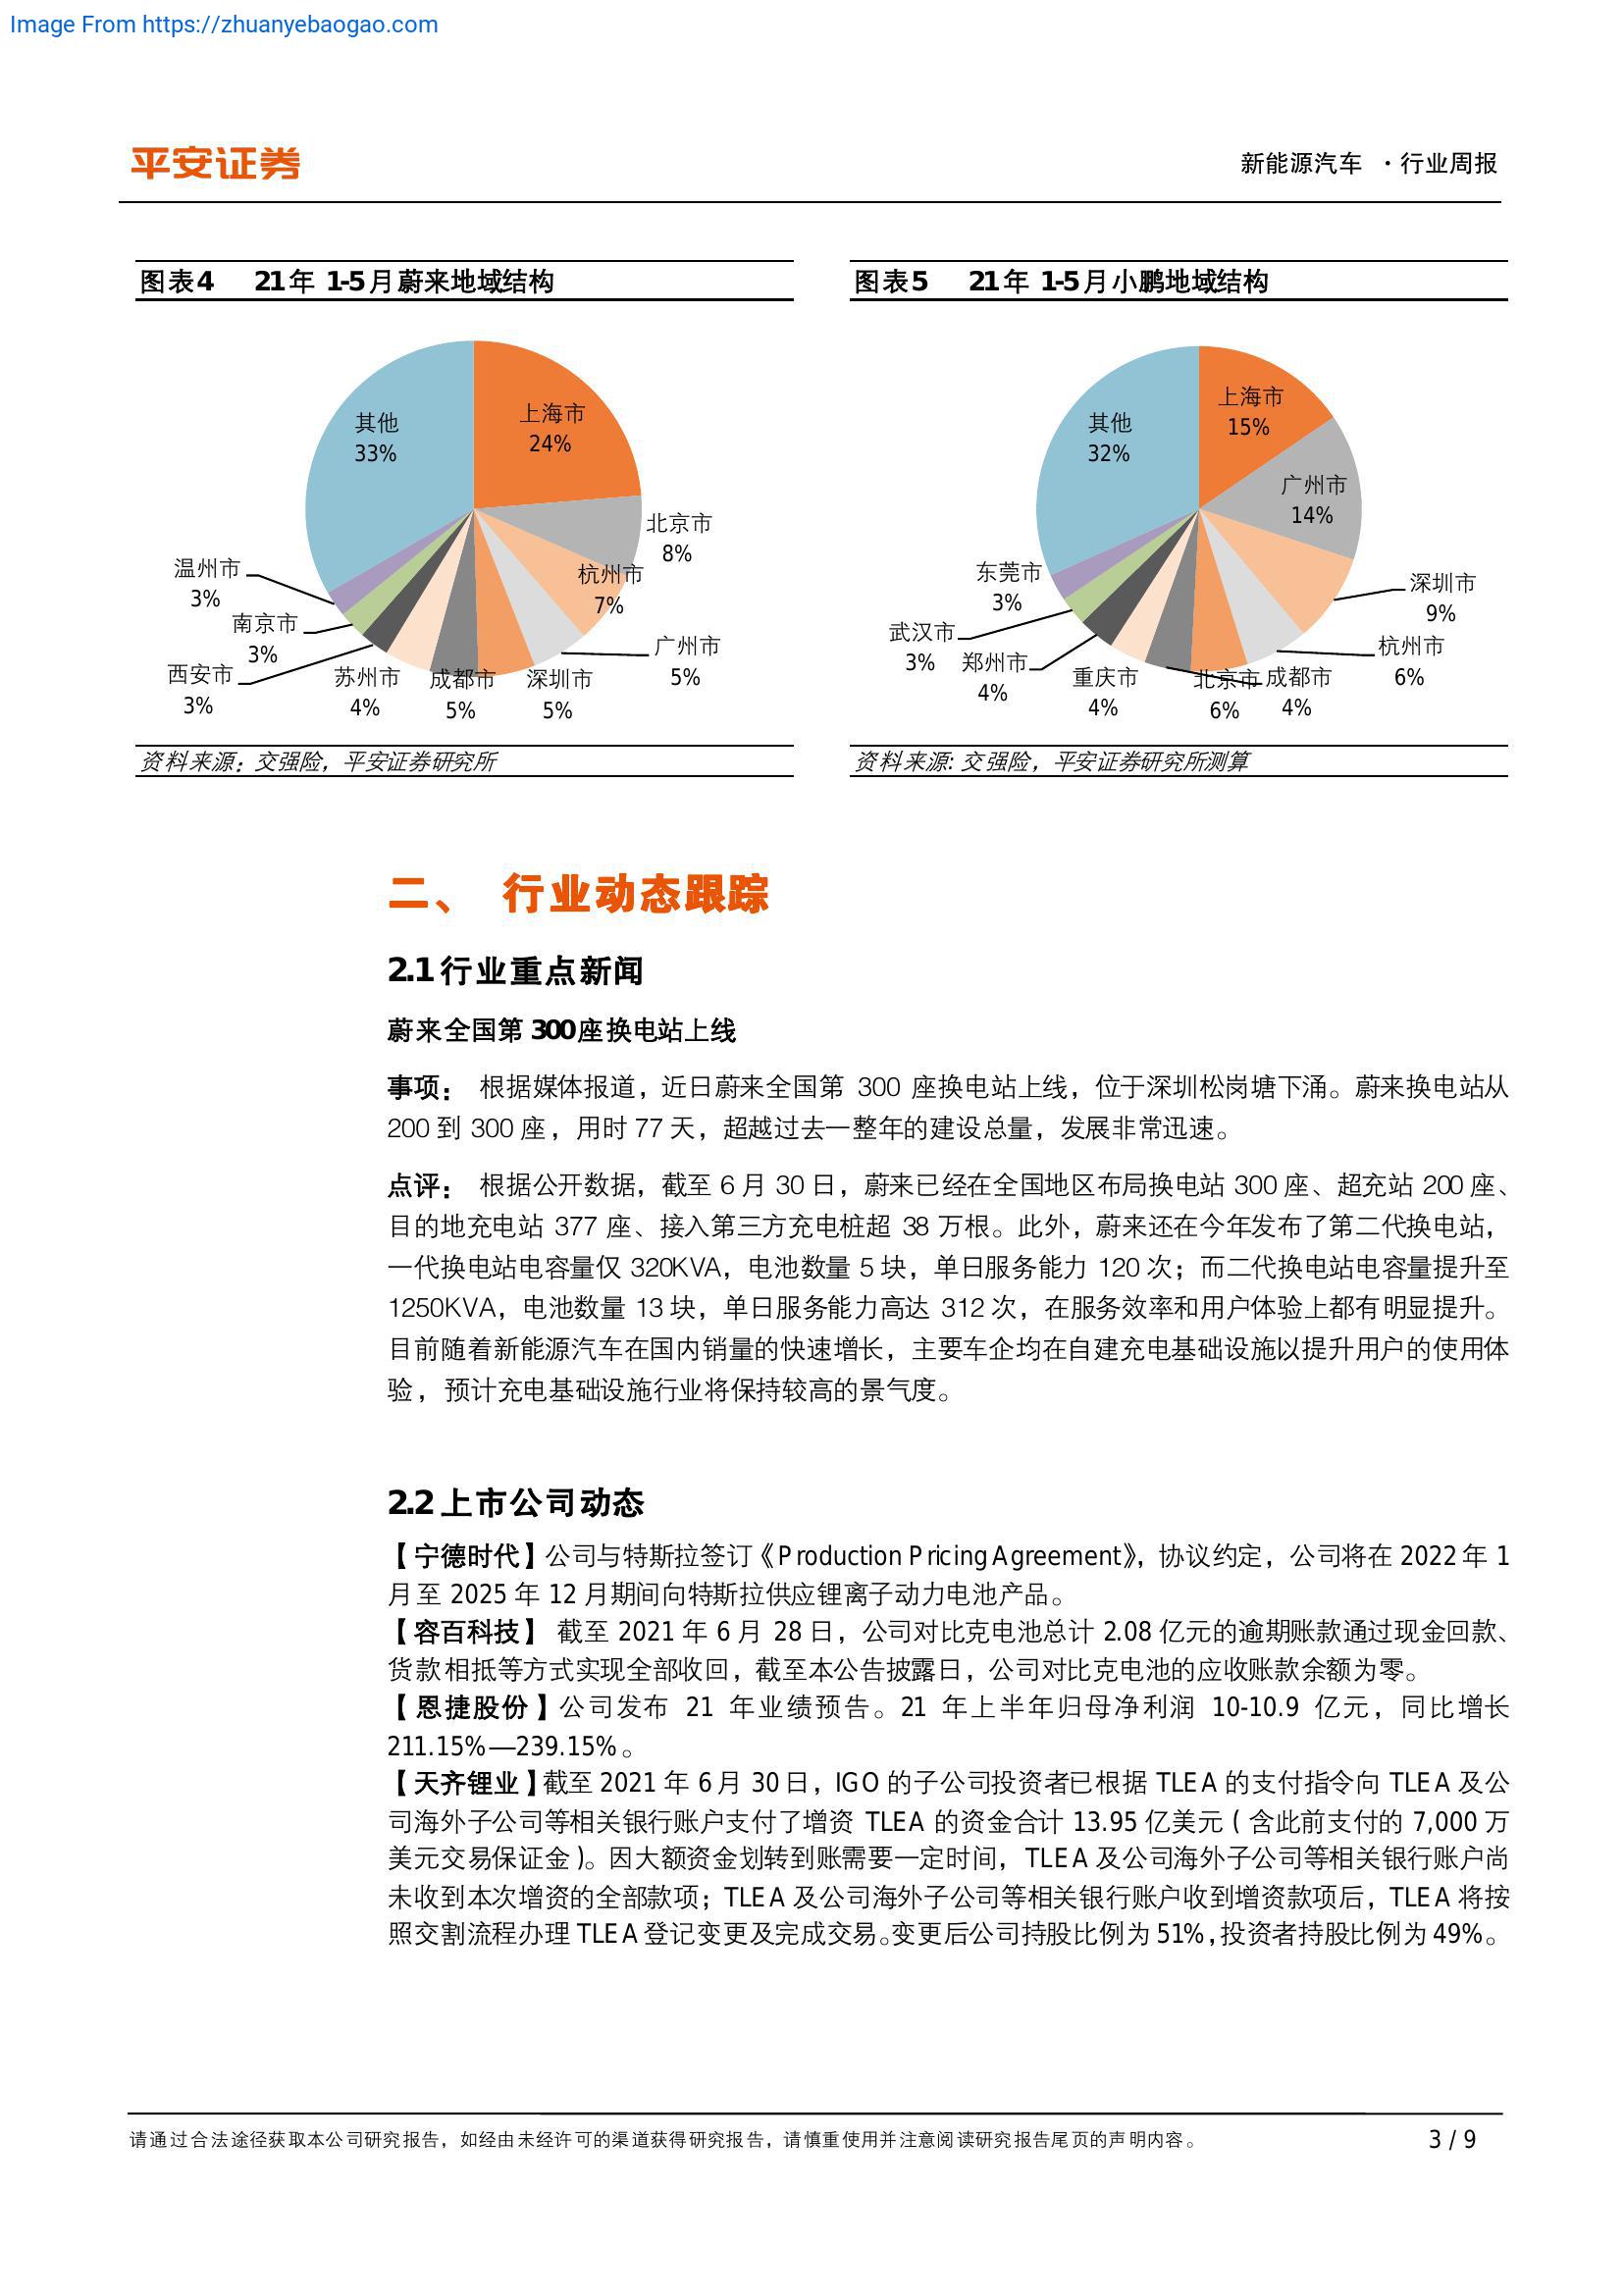 Image From https://zhuanyebaogao.com
平安证券
新能源汽车 ·行业周报
图表4 21年 1-5月蔚来地域结构
上海市
24%
北京市
8%
杭州市
7%
广州市
5%
深圳市
5%
成都市
5%
苏州市
4%
西安市
3%
南京市
3%
温州市
3%
其他
33%
资料来源：交强险，平安证券研究所
图表5 21年 1-5月小鹏地域结构
上海市
15%
广州市
14%
深圳市
9%
杭州市
6%
北京市
6%
成都市
4%
重庆市
4%
郑州市
4%
武汉市
3%
东莞市
3%
其他
32%
资料来源: 交强险，平安证券研究所测算
二、 行业动态跟踪
2.1 行业重点新闻
蔚来全国第 300座换电站上线
事项： 根据媒体报道，近日蔚来全国第 300 座换电站上线，位于深圳松岗塘下涌。蔚来换电站从
200 到 300 座，用时 77 天，超越过去一整年的建设总量，发展非常迅速。
点评： 根据公开数据，截至 6 月 30 日，蔚来已经在全国地区布局换电站 300 座、超充站 200 座、
目的地充电站 377 座、接入第三方充电桩超 38 万根。此外，蔚来还在今年发布了第二代换电站，
一代换电站电容量仅 320KVA，电池数量 5 块，单日服务能力 120 次；而二代换电站电容量提升至
1250KVA，电池数量 13 块，单日服务能力高达 312 次，在服务效率和用户体验上都有明显提升。
目前随着新能源汽车在国内销量的快速增长，主要车企均在自建充电基础设施以提升用户的使用体
验，预计充电基础设施行业将保持较高的景气度。
2.2 上市公司动态
【宁德时代】公司与特斯拉签订《Production Pricing Agreement》，协议约定，公司将在 2022 年 1
月至 2025 年 12 月期间向特斯拉供应锂离子动力电池产品。
【容百科技】 截至 2021 年 6 月 28 日，公司对比克电池总计 2.08 亿元的逾期账款通过现金回款、
货款相抵等方式实现全部收回，截至本公告披露日，公司对比克电池的应收账款余额为零。
【恩捷股份】公司发布 21 年业绩预告。21 年上半年归母净利润 10-10.9 亿元，同比增长
211.15%—239.15%。
【天齐锂业】截至 2021 年 6 月 30 日，IGO 的子公司投资者已根据 TLEA 的支付指令向 TLEA 及公
司海外子公司等相关银行账户支付了增资 TLEA 的资金合计 13.95 亿美元（含此前支付的 7,000 万
美元交易保证金）。因大额资金划转到账需要一定时间，TLEA 及公司海外子公司等相关银行账户尚
未收到本次增资的全部款项；TLEA 及公司海外子公司等相关银行账户收到增资款项后，TLEA 将按
照交割流程办理 TLEA 登记变更及完成交易。变更后公司持股比例为 51%，投资者持股比例为 49%。
请通过合法途径获取本公司研究报告，如经由未经许可的渠道获得研究报告，请慎重使用并注意阅读研究报告尾页的声明内容。
3 / 9